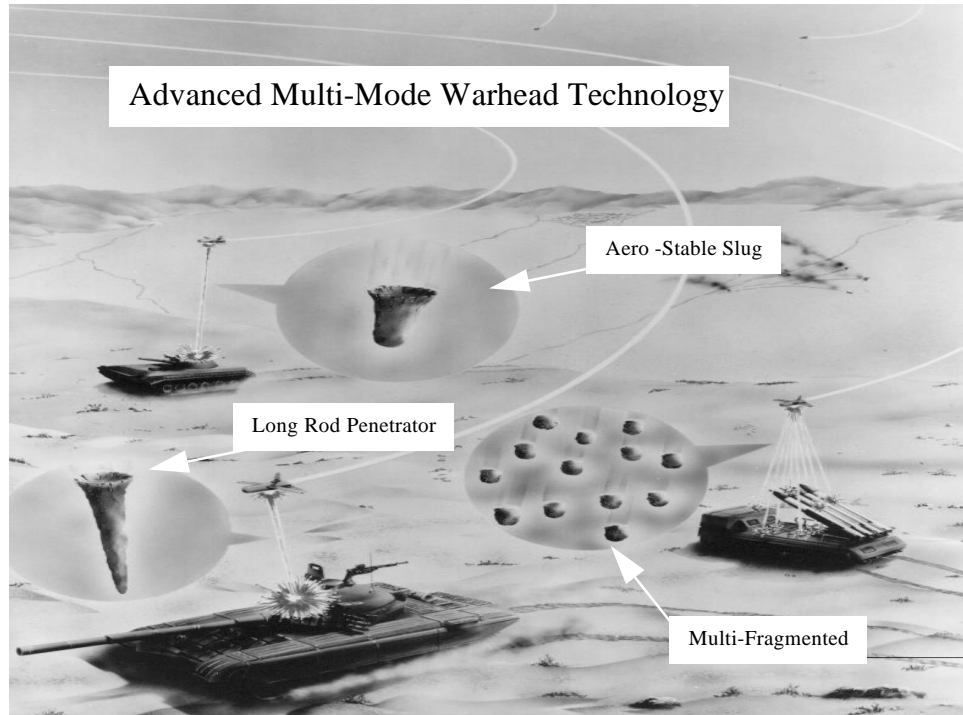 Advanced Multi-Mode Warhead Technology
Aero -Stable Slug
Long Rod Penetrator
Multi-Fragmented